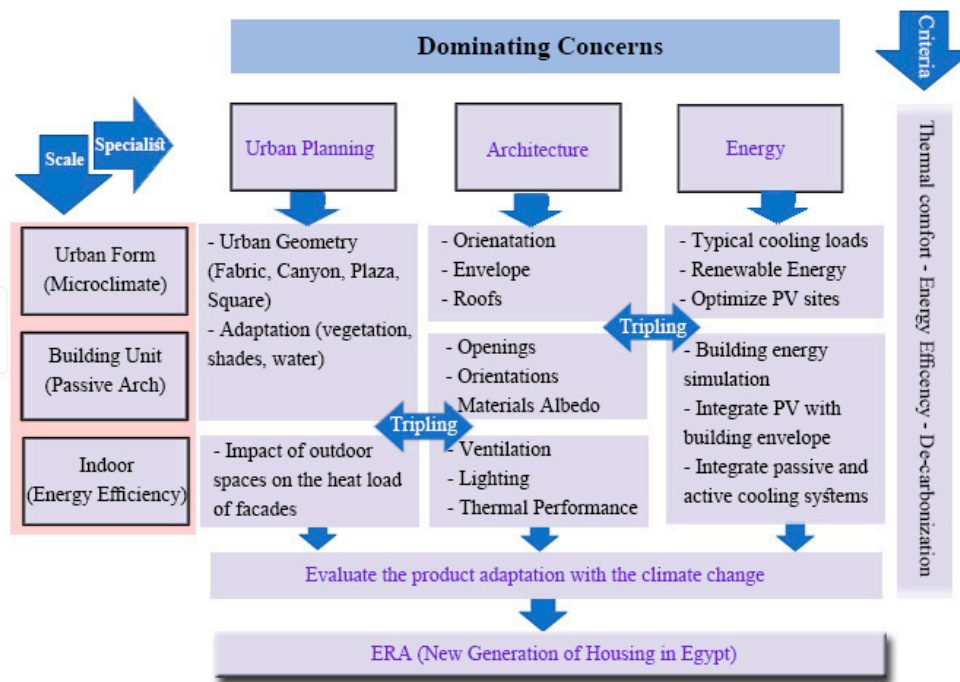 Dominating Concerns
Criteria
Scale
Specialist
Urban Planning
Architecture
Energy
Urban Form
(Microclimate)
Building Unit
(Passive Arch)
Indoor
(Energy Efficiency)
- Urban Geometry
(Fabric, Canyon, Plaza,
Square)
- Adaptation (vegetation,
shades, water)
- Impact of outdoor
spaces on the heat load
of facades
- Orienatation
- Envelope
- Roofs
- Openings
- Orientations
- Materials Albedo
- Ventilation
- Lighting
- Thermal Performance
Tripling
Tripling
- Typical cooling loads
- Renewable Energy
- Optimize PV sites
- Building energy
simulation
- Integrate PV with
building envelope
- Integrate passive and
active cooling systems
Thermal comfort - Energy Efficency - De-carbonization
Evaluate the product adaptation with the climate change
ERA (New Generation of Housing in Egypt)